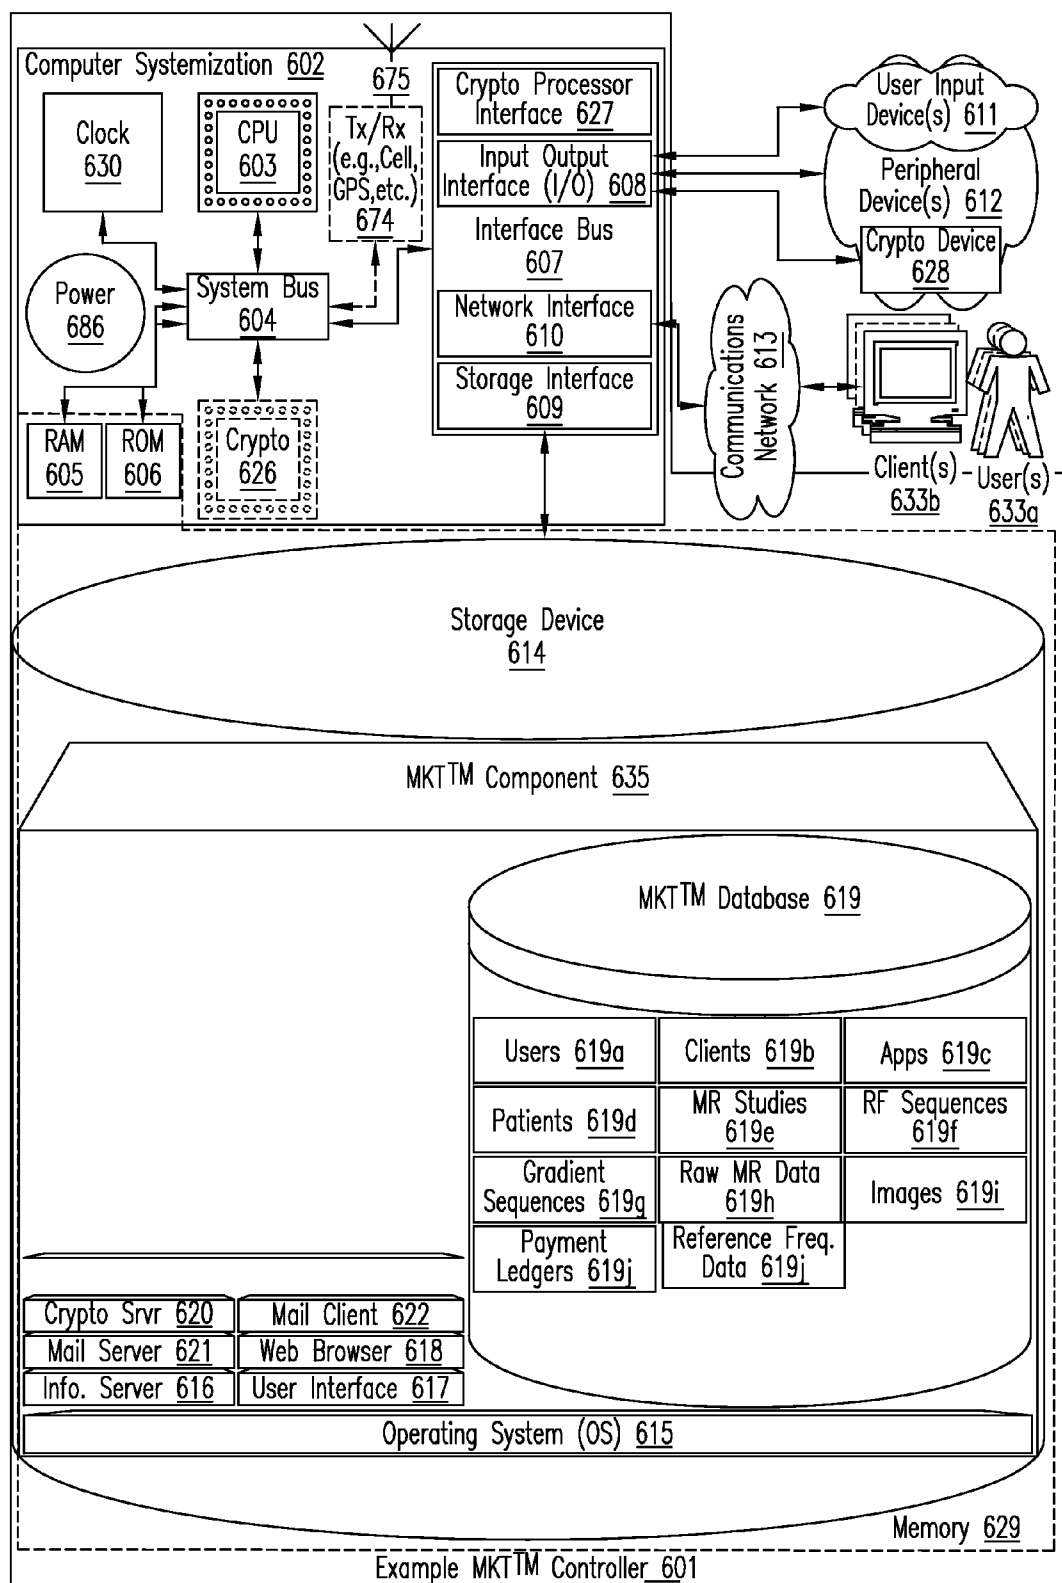 Computer Systemization 602
675
Clock
630
CPU
603
Tx/Rx
(e.g.,Cell,
GPS,etc.)
674
Crypto Processor
Interface 627
Input Output
Interface (I/O) 608
Interface Bus
607
Network Interface
610
Storage Interface
609
User Input
Device(s) 611
Peripheral
Device(s) 612
Crypto Device
628
Power
686
System Bus
604
RAM
605
ROM
606
Crypto
626
Communications
Network 613
Client(s)
633b
User(s)
633a
Storage Device
614
MKT™ Component 635
MKT™ Database 619
Users 619a
Clients 619b
Apps 619c
Patients 619d
MR Studies
619e
RF Sequences
619f
Gradient
Sequences 619g
Raw MR Data
619h
Images 619i
Payment
Ledgers 619j
Reference Freq.
Data 619j
Crypto Srvr 620
Mail Client 622
Mail Server 621
Web Browser 618
Info. Server 616
User Interface 617
Operating System (OS) 615
Memory 629
Example MKT™ Controller 601